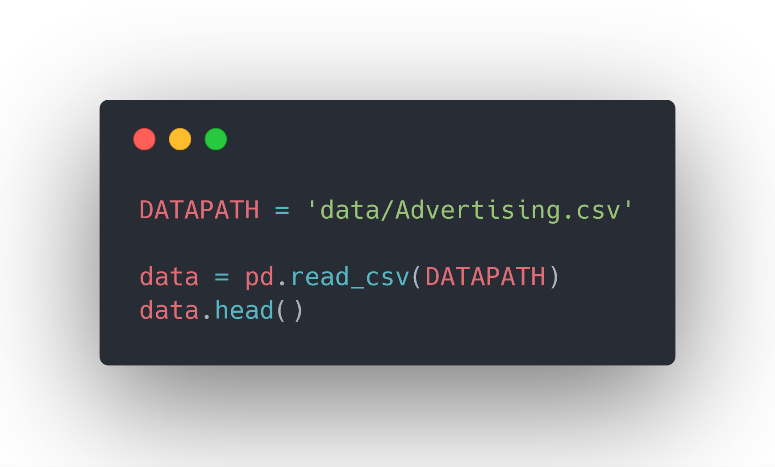 DATAPATH = 'data/Advertising.csv'
data = pd.read_csv(DATAPATH)
data.head()